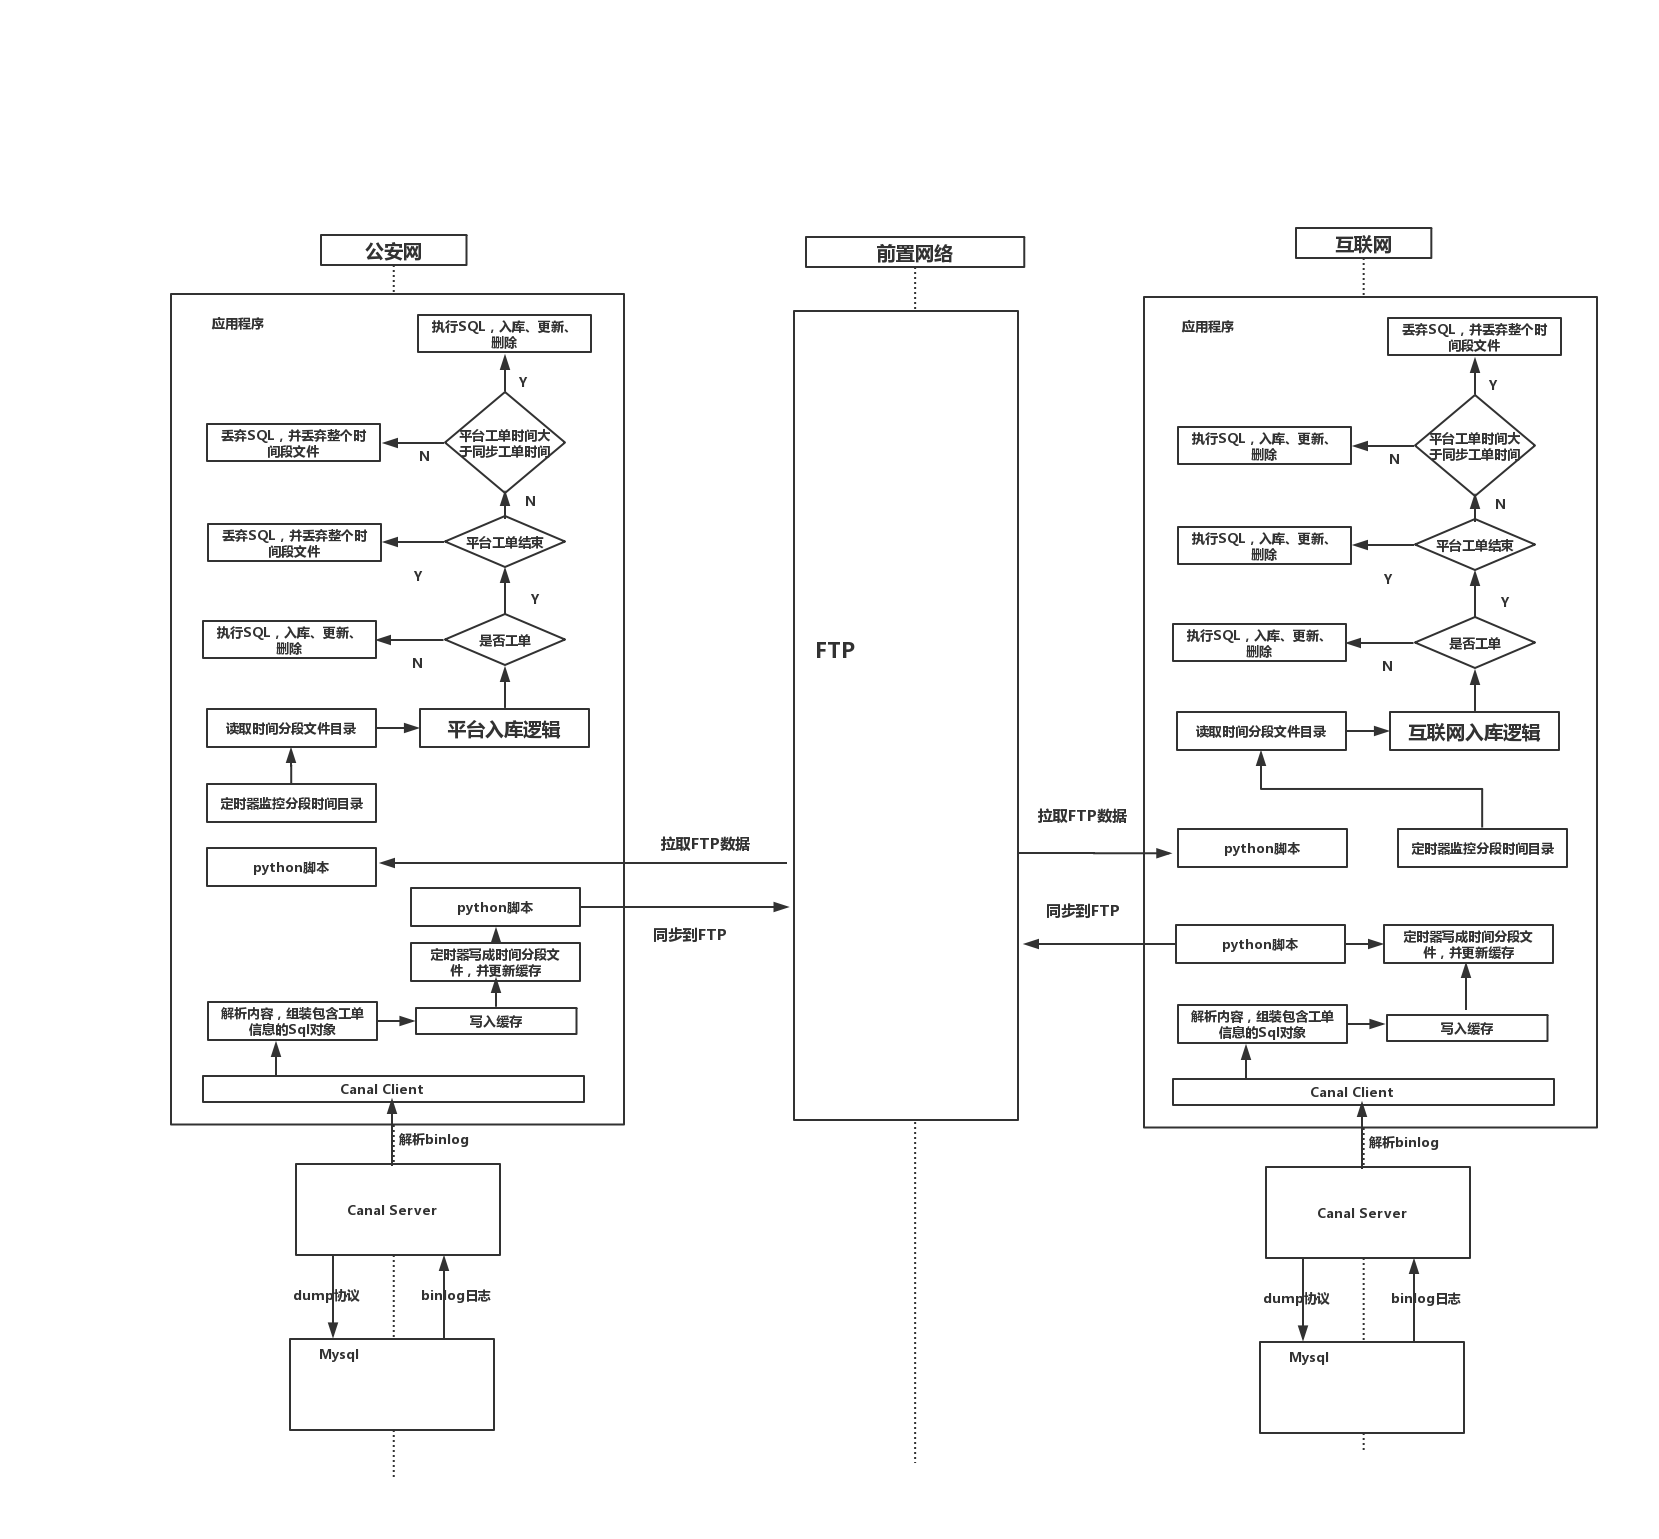 公安网
前置网络
互联网
应用程序
执行SQL，入库、更新、
删除
Y
平台工单时间大
于同步工单时间
丢弃SQL，并丢弃整个时
间段文件
N
N
平台工单结束
丢弃SQL，并丢弃整个时
间段文件
Y
Y
是否工单
执行SQL，入库、更新、
删除
N
读取时间分段文件目录
平台入库逻辑
定时器监控分段时间目录
python脚本
拉取FTP数据
python脚本
同步到FTP
定时器写成时间分段文
件，并更新缓存
解析内容，组装包含工单
信息的Sql对象
写入缓存
Canal Client
解析binlog
Canal Server
dump协议
binlog日志
Mysql
FTP
应用程序
丢弃SQL，并丢弃整个时
间段文件
Y
平台工单时间大
于同步工单时间
执行SQL，入库、更新、
删除
N
N
平台工单结束
执行SQL，入库、更新、
删除
Y
Y
是否工单
执行SQL，入库、更新、
删除
N
读取时间分段文件目录
互联网入库逻辑
拉取FTP数据
python脚本
定时器监控分段时间目录
同步到FTP
python脚本
定时器写成时间分段文
件，并更新缓存
解析内容，组装包含工单
信息的Sql对象
写入缓存
Canal Client
解析binlog
Canal Server
dump协议
binlog日志
Mysql